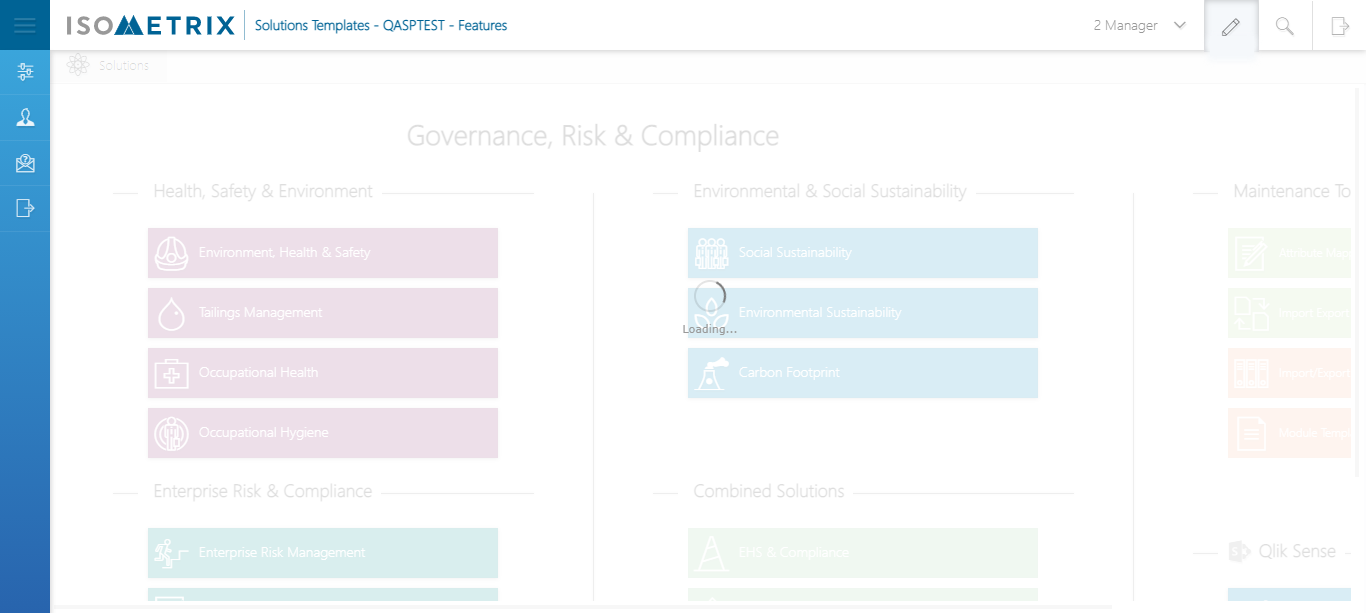 ISOMETRIX
Solutions Templates - QASPTEST - Features
2 Manager
Solutions
Governance, Risk & Compliance
Health, Safety & Environment
Environmental & Social Sustainability
Maintenance To
Environment, Health & Safety
Social Sustainability
Attribute Map
Tailings Management
Environmental Sustainability
Import Export
Loading...
Occupational Health
Carbon Footprint
Import/Export
Occupational Hygiene
Module Templ
Enterprise Risk & Compliance
Combined Solutions
Enterprise Risk Management
EHS & Compliance
Qlik Sense